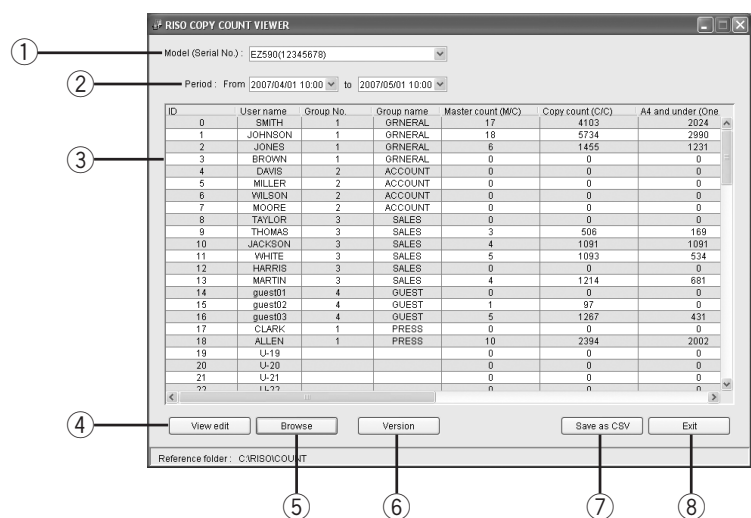 RISO COPY COUNT VIEWER
① Model (Serial No.) : EZ590(12345678)
② Period : From 2007/04/01 10:00 to 2007/05/01 10:00
③
ID User name Group No. Group name Master count (M/C) Copy count (C/C) A4 and under (One
0 SMITH 1 GRNERAL 17 4103 2024
1 JOHNSON 1 GRNERAL 18 5734 2990
2 JONES 1 GRNERAL 6 1455 1231
3 BROWN 1 GRNERAL 0 0 0
4 DAVIS 2 ACCOUNT 0 0 0
5 MILLER 2 ACCOUNT 0 0 0
6 WILSON 2 ACCOUNT 0 0 0
7 MOORE 2 ACCOUNT 0 0 0
8 TAYLOR 3 SALES 0 0 0
9 THOMAS 3 SALES 3 506 169
10 JACKSON 3 SALES 4 1091 1091
11 WHITE 3 SALES 5 1093 534
12 HARRIS 3 SALES 0 0 0
13 MARTIN 3 SALES 4 1214 681
14 guest01 4 GUEST 0 0 0
15 guest02 4 GUEST 1 97 0
16 guest03 4 GUEST 5 1267 431
17 CLARK 1 PRESS 0 0 0
18 ALLEN 1 PRESS 10 2394 2002
19 U-19 0 0 0
20 U-20 0 0 0
21 U-21 0 0 0
22 U-22 0 0 0
④ View edit Browse Version Save as CSV Exit
Reference folder : C:\RISO\COUNT
⑤ ⑥ ⑦ ⑧